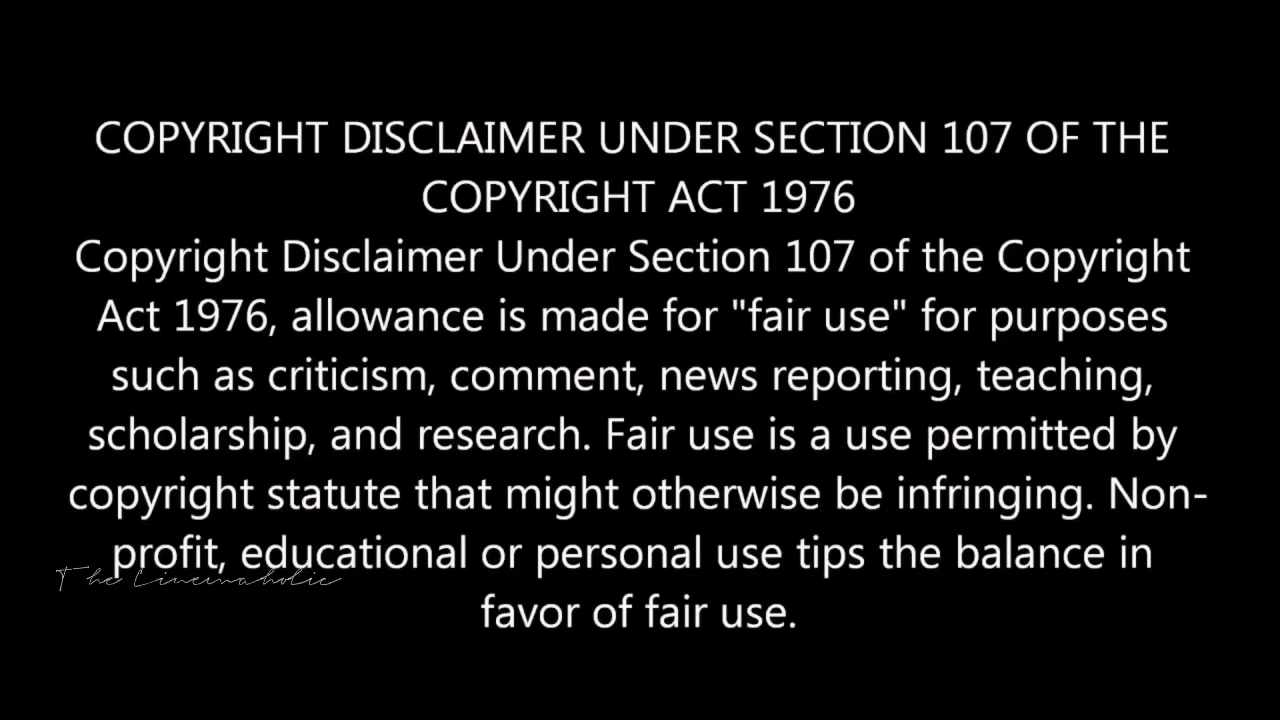 COPYRIGHT DISCLAIMER UNDER SECTION 107 OF THE
COPYRIGHT ACT 1976
Copyright Disclaimer Under Section 107 of the Copyright
Act 1976, allowance is made for "fair use" for purposes
such as criticism, comment, news reporting, teaching,
scholarship, and research. Fair use is a use permitted by
copyright statute that might otherwise be infringing. Non-
profit, educational or personal use tips the balance in
The Cinemaholic
favor of fair use.